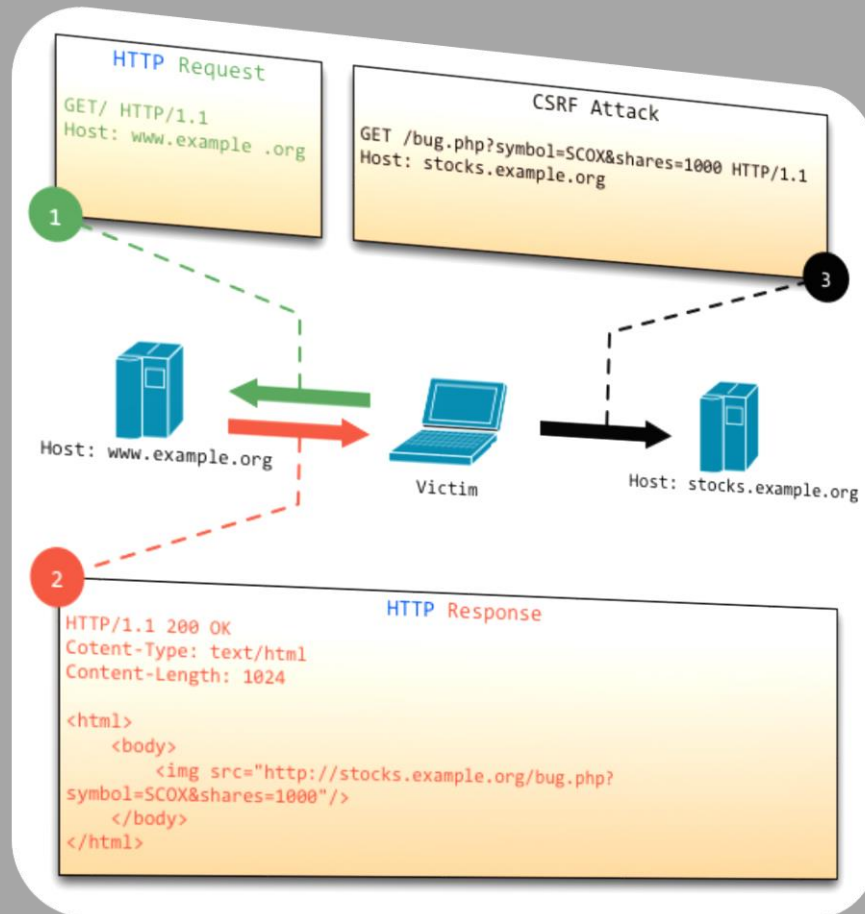 HTTP Request
GET/ HTTP/1.1
Host: www.example .org
1
CSRF Attack
GET /bug.php?symbol=SCOX&shares=1000 HTTP/1.1
Host: stocks.example.org
3
Host: www.example.org
Victim
Host: stocks.example.org
2
HTTP Response
HTTP/1.1 200 OK
Cotent-Type: text/html
Content-Length: 1024
<html>
<body>
<img src="http://stocks.example.org/bug.php?
symbol=SCOX&shares=1000"/>
</body>
</html>